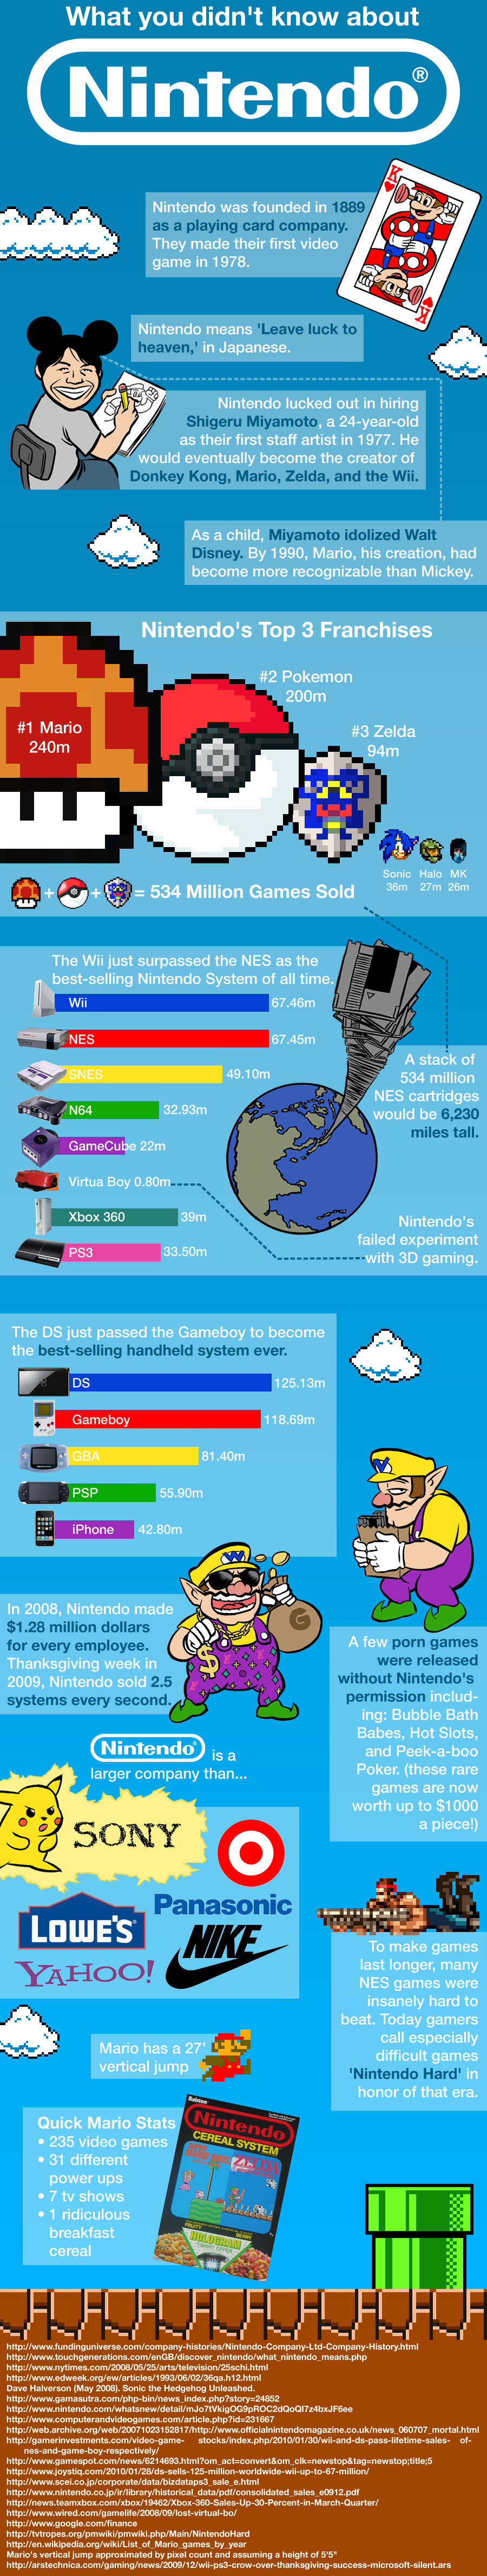 What you didn't know about
Nintendo®
Nintendo was founded in 1889
as a playing card company.
They made their first video
game in 1978.
K
K
Nintendo means 'Leave luck to
heaven,' in Japanese.
Nintendo lucked out in hiring
Shigeru Miyamoto, a 24-year-old
as their first staff artist in 1977. He
would eventually become the creator of
Donkey Kong, Mario, Zelda, and the Wii.
As a child, Miyamoto idolized Walt
Disney. By 1990, Mario, his creation, had
become more recognizable than Mickey.
Nintendo's Top 3 Franchises
#1 Mario
240m
#2 Pokemon
200m
#3 Zelda
94m
Sonic Halo MK
36m 27m 26m
+ + = 534 Million Games Sold
The Wii just surpassed the NES as the
best-selling Nintendo System of all time.
Wii 67.46m
NES 67.45m
SNES 49.10m
N64 32.93m
GameCube 22m
Virtua Boy 0.80m
Xbox 360 39m
PS3 33.50m
A stack of
534 million
NES cartridges
would be 6,230
miles tall.
Nintendo's
failed experiment
with 3D gaming.
The DS just passed the Gameboy to become
the best-selling handheld system ever.
DS 125.13m
Gameboy 118.69m
GBA 81.40m
PSP 55.90m
iPhone 42.80m
In 2008, Nintendo made
$1.28 million dollars
for every employee.
Thanksgiving week in
2009, Nintendo sold 2.5
systems every second.
W
G
$
A few porn games
were released
without Nintendo's
permission includ-
ing: Bubble Bath
Babes, Hot Slots,
and Peek-a-boo
Poker. (these rare
games are now
worth up to $1000
a piece!)
Nintendo® is a
larger company than...
SONY
Panasonic
LOWE'S
NIKE
YAHOO!
To make games
last longer, many
NES games were
insanely hard to
beat. Today gamers
call especially
difficult games
'Nintendo Hard' in
honor of that era.
Mario has a 27'
vertical jump
Quick Mario Stats
• 235 video games
• 31 different
power ups
• 7 tv shows
• 1 ridiculous
breakfast
cereal
Ralston
Nintendo
CEREAL SYSTEM
SUPER MARIO BROS.
ZELDA
FRUITY
BERRY
HOLOGRAM
T-SHIRT OFFER
http://www.fundinguniverse.com/company-histories/Nintendo-Company-Ltd-Company-History.html
http://www.touchgenerations.com/enGB/discover_nintendo/what_nintendo_means.php
http://www.nytimes.com/2008/05/25/arts/television/25schi.html
http://www.edweek.org/ew/articles/1993/06/02/36qa.h12.html
Dave Halverson (May 2008). Sonic the Hedgehog Unleashed.
http://www.gamasutra.com/php-bin/news_index.php?story=24852
http://www.nintendo.com/whatsnew/detail/mJo7tVkigOG9pROC2dQoQI7z4bxJF6ee
http://www.computerandvideogames.com/article.php?id=231667
http://web.archive.org/web/20071023152817/http://www.officialnintendomagazine.co.uk/news_060707_mortal.html
http://gamerinvestments.com/video-game- stocks/index.php/2010/01/30/wii-and-ds-pass-lifetime-sales- of-
nes-and-game-boy-respectively/
http://www.gamespot.com/news/6214693.html?om_act=convert&om_clk=newstop&tag=newstop;title;5
http://www.joystiq.com/2010/01/28/ds-sells-125-million-worldwide-wii-up-to-67-million/
http://www.scei.co.jp/corporate/data/bizdataps3_sale_e.html
http://www.nintendo.co.jp/ir/library/historical_data/pdf/consolidated_sales_e0912.pdf
http://news.teamxbox.com/xbox/19462/Xbox-360-Sales-Up-30-Percent-in-March-Quarter/
http://www.wired.com/gamelife/2008/09/lost-virtual-bo/
http://www.google.com/finance
http://tvtropes.org/pmwiki/pmwiki.php/Main/NintendoHard
http://en.wikipedia.org/wiki/List_of_Mario_games_by_year
Mario's vertical jump approximated by pixel count and assuming a height of 5'5"
http://arstechnica.com/gaming/news/2009/12/wii-ps3-crow-over-thanksgiving-success-microsoft-silent.ars